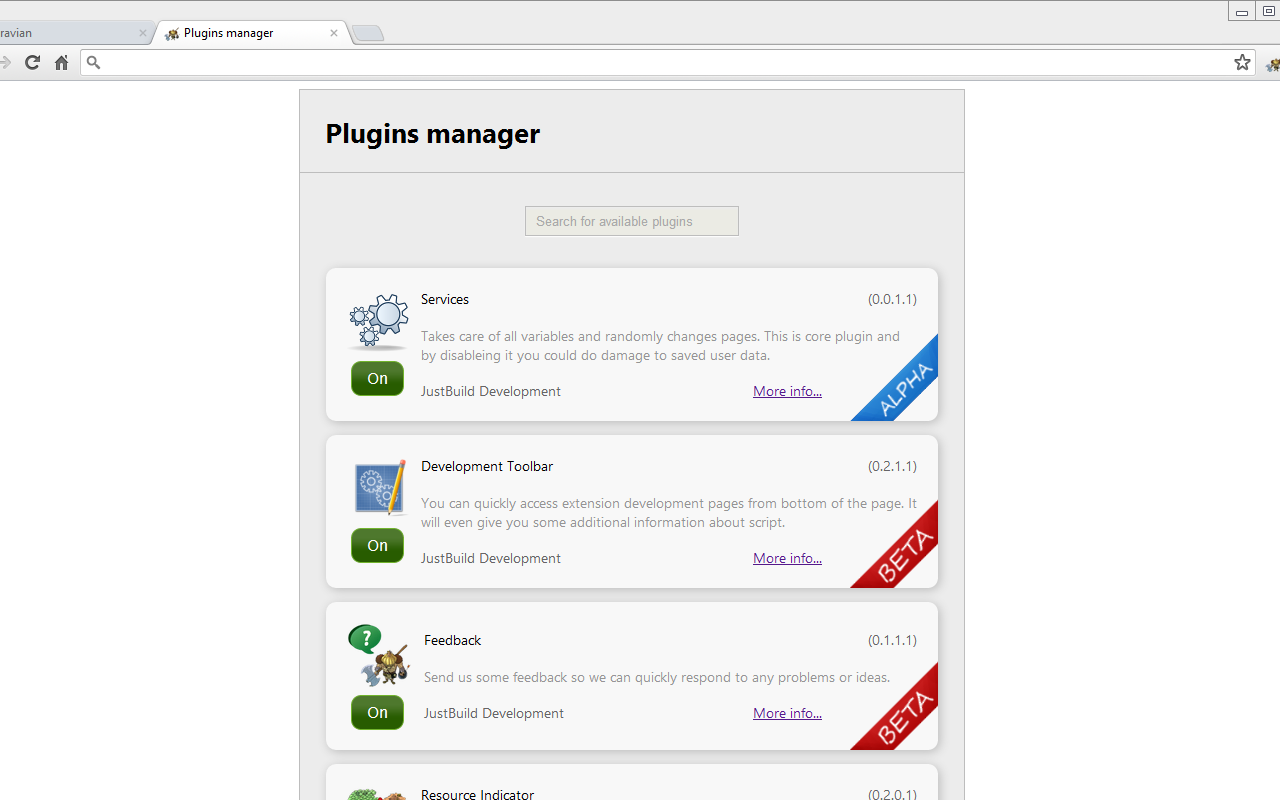 ravian
Plugins manager
Plugins manager
Search for available plugins
Services
(0.0.1.1)
Takes care of all variables and randomly changes pages. This is core plugin and
by disableing it you could do damage to saved user data.
On
JustBuild Development
More info...
ALPHA
Development Toolbar
(0.2.1.1)
You can quickly access extension development pages from bottom of the page. It
will even give you some additional information about script.
On
JustBuild Development
More info...
BETA
?
Feedback
(0.1.1.1)
Send us some feedback so we can quickly respond to any problems or ideas.
On
JustBuild Development
More info...
BETA
Resource Indicator
(0.2.0.1)